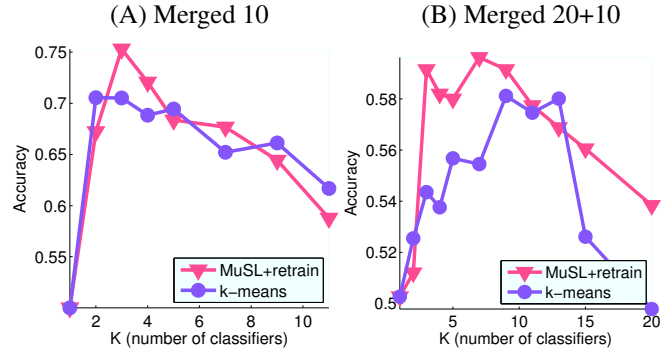 (A) Merged 10
(B) Merged 20+10
0.75
0.7
0.65
0.6
0.55
Accuracy
MuSL+retrain
k−means
2 4 6 8 10
K (number of classifiers)
0.58
0.56
0.54
0.52
0.5
Accuracy
MuSL+retrain
k−means
5 10 15 20
K (number of classifiers)